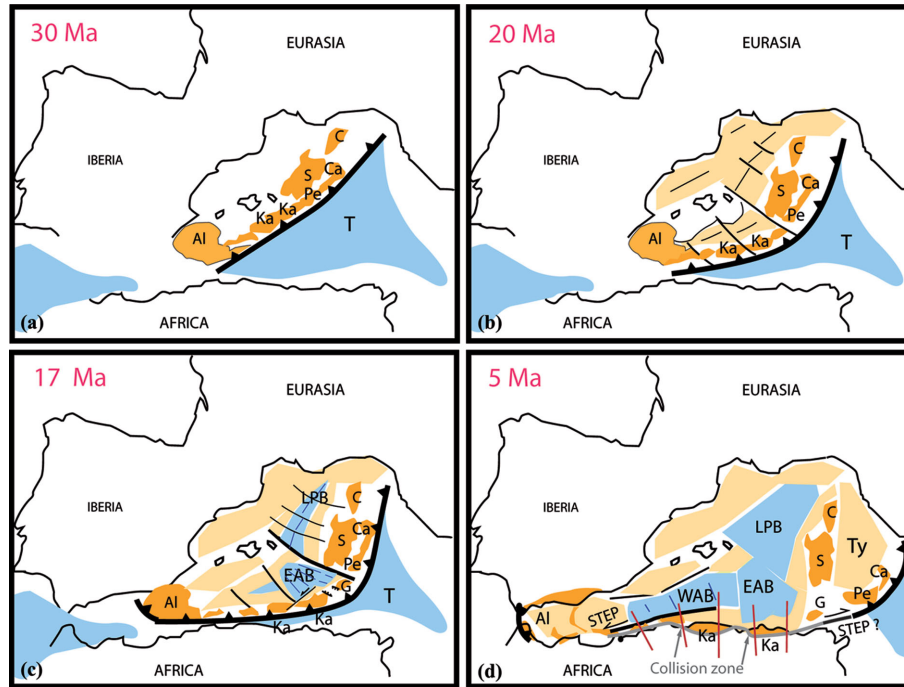 30 Ma
EURASIA
IBERIA
C
S
Ca
Pe
Ka
Ka
Al
T
AFRICA
(a)
20 Ma
EURASIA
IBERIA
C
S
Ca
Pe
Ka
Ka
Al
T
AFRICA
(b)
17 Ma
EURASIA
IBERIA
LPB
C
Ca
S
Pe
EAB
G
Al
T
Ka
Ka
AFRICA
(c)
5 Ma
EURASIA
IBERIA
LPB
C
Ty
S
Ca
EAB
WAB
Pe
G
Al
STEP
STEP ?
Ka
Ka
AFRICA
Collision zone
(d)